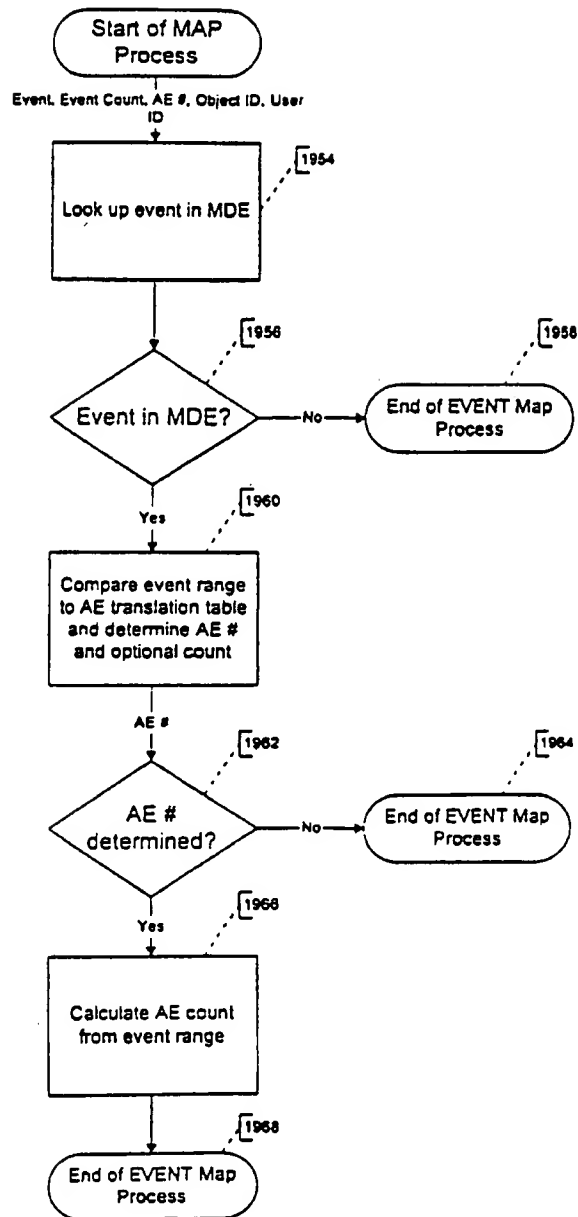 Start of MAP
Process
Event, Event Count, AE #, Object ID, User
ID
1954
Look up event in MDE
1956
1958
Event in MDE?
No
End of EVENT Map
Process
Yes
1960
Compare event range
to AE translation table
and determine AE #
and optional count
AE #
1962
1964
AE #
determined?
No
End of EVENT Map
Process
Yes
1966
Calculate AE count
from event range
1968
End of EVENT Map
Process